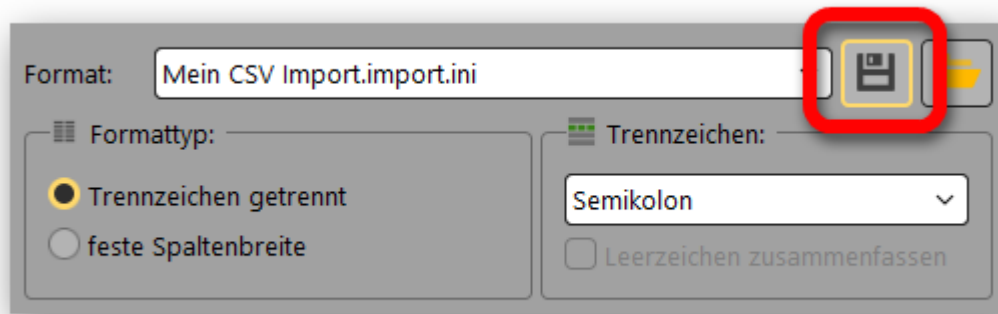 Format: Mein CSV Import.import.ini
Formattyp:
Trennzeichen getrennt
feste Spaltenbreite
Trennzeichen:
Semikolon
Leerzeichen zusammenfassen